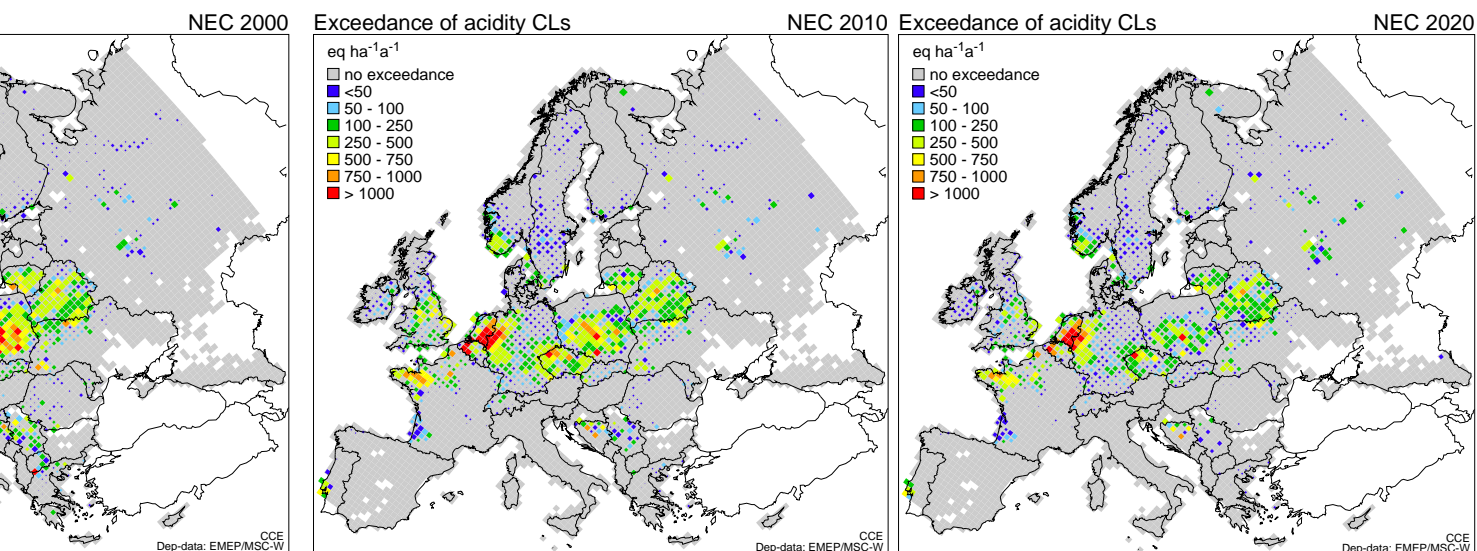 NEC 2000
CCE
Dep-data: EMEP/MSC-W
Exceedance of acidity CLs NEC 2010
eq ha⁻¹a⁻¹
no exceedance
<50
50 - 100
100 - 250
250 - 500
500 - 750
750 - 1000
> 1000
CCE
Dep-data: EMEP/MSC-W
Exceedance of acidity CLs NEC 2020
eq ha⁻¹a⁻¹
no exceedance
<50
50 - 100
100 - 250
250 - 500
500 - 750
750 - 1000
> 1000
CCE
Dep-data: EMEP/MSC-W